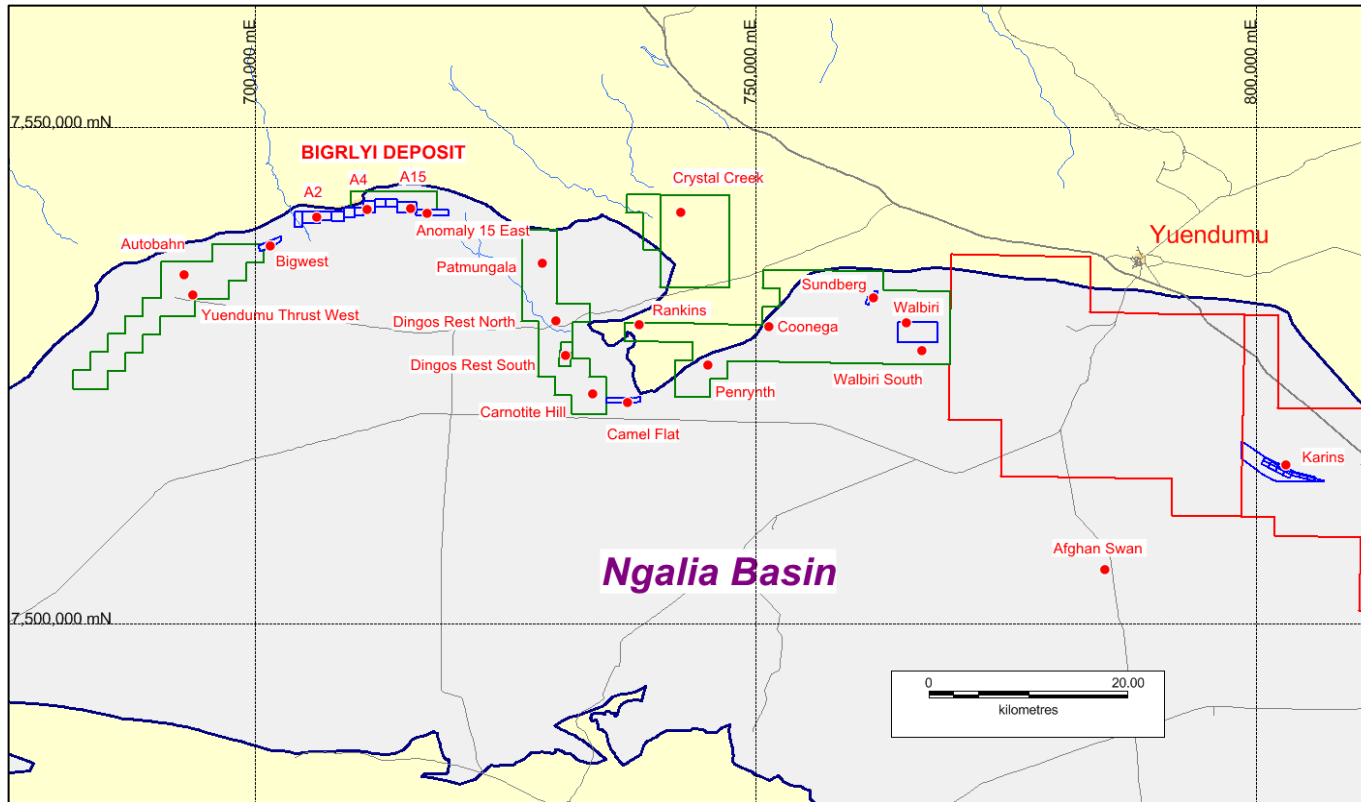 700,000 mE
750,000 mE
800,000 mE
7,550,000 mN
BIGRLYI DEPOSIT
A2
A4
A15
Crystal Creek
Anomaly 15 East
Yuendumu
Autobahn
Bigwest
Patmungala
Sundberg
Yuendumu Thrust West
Dingos Rest North
Rankins
Walbiri
Coonega
Dingos Rest South
Penrynth
Walbiri South
Carnotite Hill
Camel Flat
Karins
Afghan Swan
Ngalia Basin
7,500,000 mN
0
20.00
kilometres